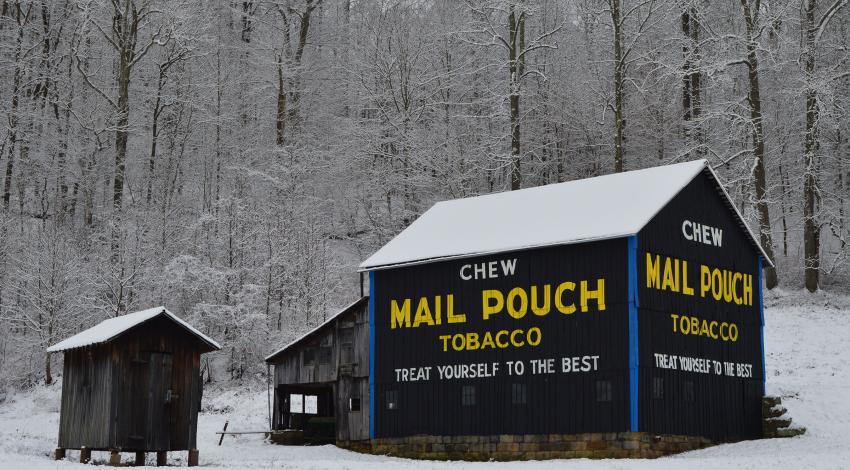 CHEW
MAIL POUCH
TOBACCO
TREAT YOURSELF TO THE BEST
CHEW
MAIL POUCH
TOBACCO
TREAT YOURSELF TO THE BEST